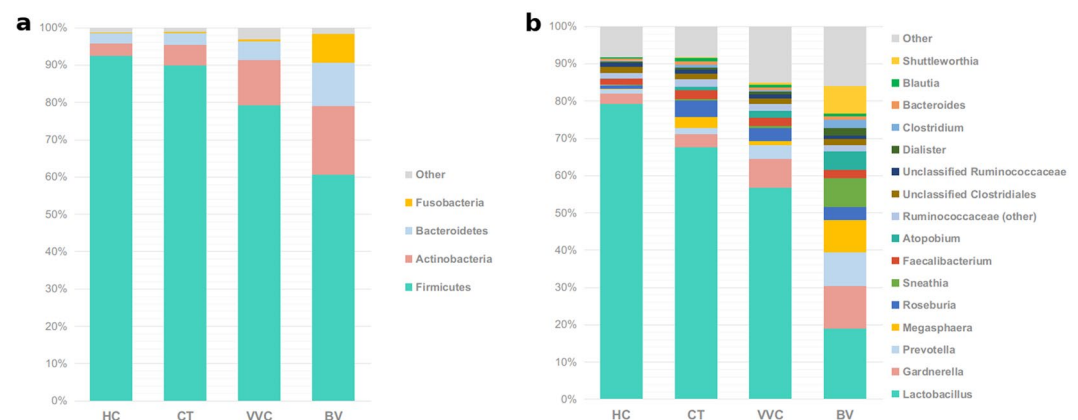 a
100%
90%
80%
70%
60%
50%
40%
30%
20%
10%
0%
HC CT VVC BV
Other
Fusobacteria
Bacteroidetes
Actinobacteria
Firmicutes
b
100%
90%
80%
70%
60%
50%
40%
30%
20%
10%
0%
HC CT VVC BV
Other
Shuttleworthia
Blautia
Bacteroides
Clostridium
Dialister
Unclassified Ruminococcaceae
Unclassified Clostridiales
Ruminococcaceae (other)
Atopobium
Faecalibacterium
Sneathia
Roseburia
Megasphaera
Prevotella
Gardnerella
Lactobacillus